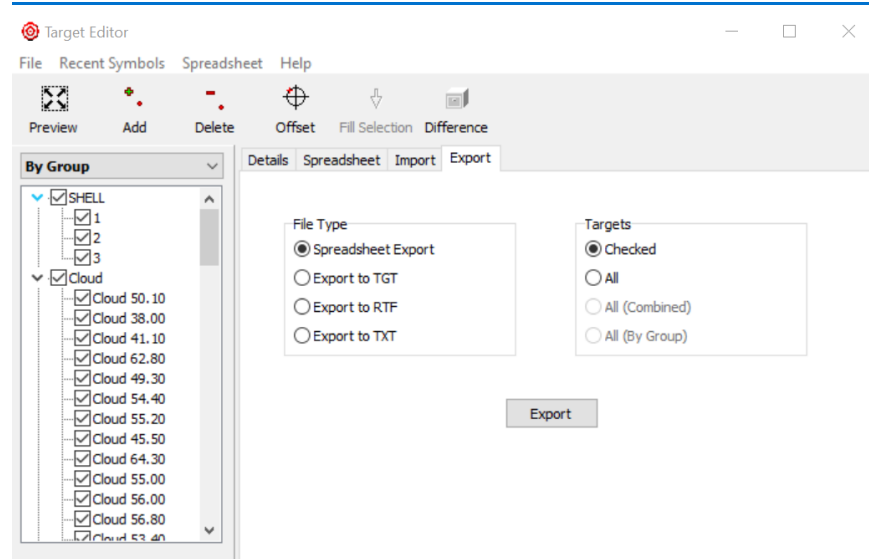 Target Editor
File Recent Symbols Spreadsheet Help
Preview Add Delete Offset Fill Selection Difference
By Group
Details Spreadsheet Import Export
SHELL
1
2
3
Cloud
Cloud 50.10
Cloud 38.00
Cloud 41.10
Cloud 62.80
Cloud 49.30
Cloud 54.40
Cloud 55.20
Cloud 45.50
Cloud 64.30
Cloud 55.00
Cloud 56.00
Cloud 56.80
Cloud 53.40
File Type
Spreadsheet Export
Export to TGT
Export to RTF
Export to TXT
Targets
Checked
All
All (Combined)
All (By Group)
Export